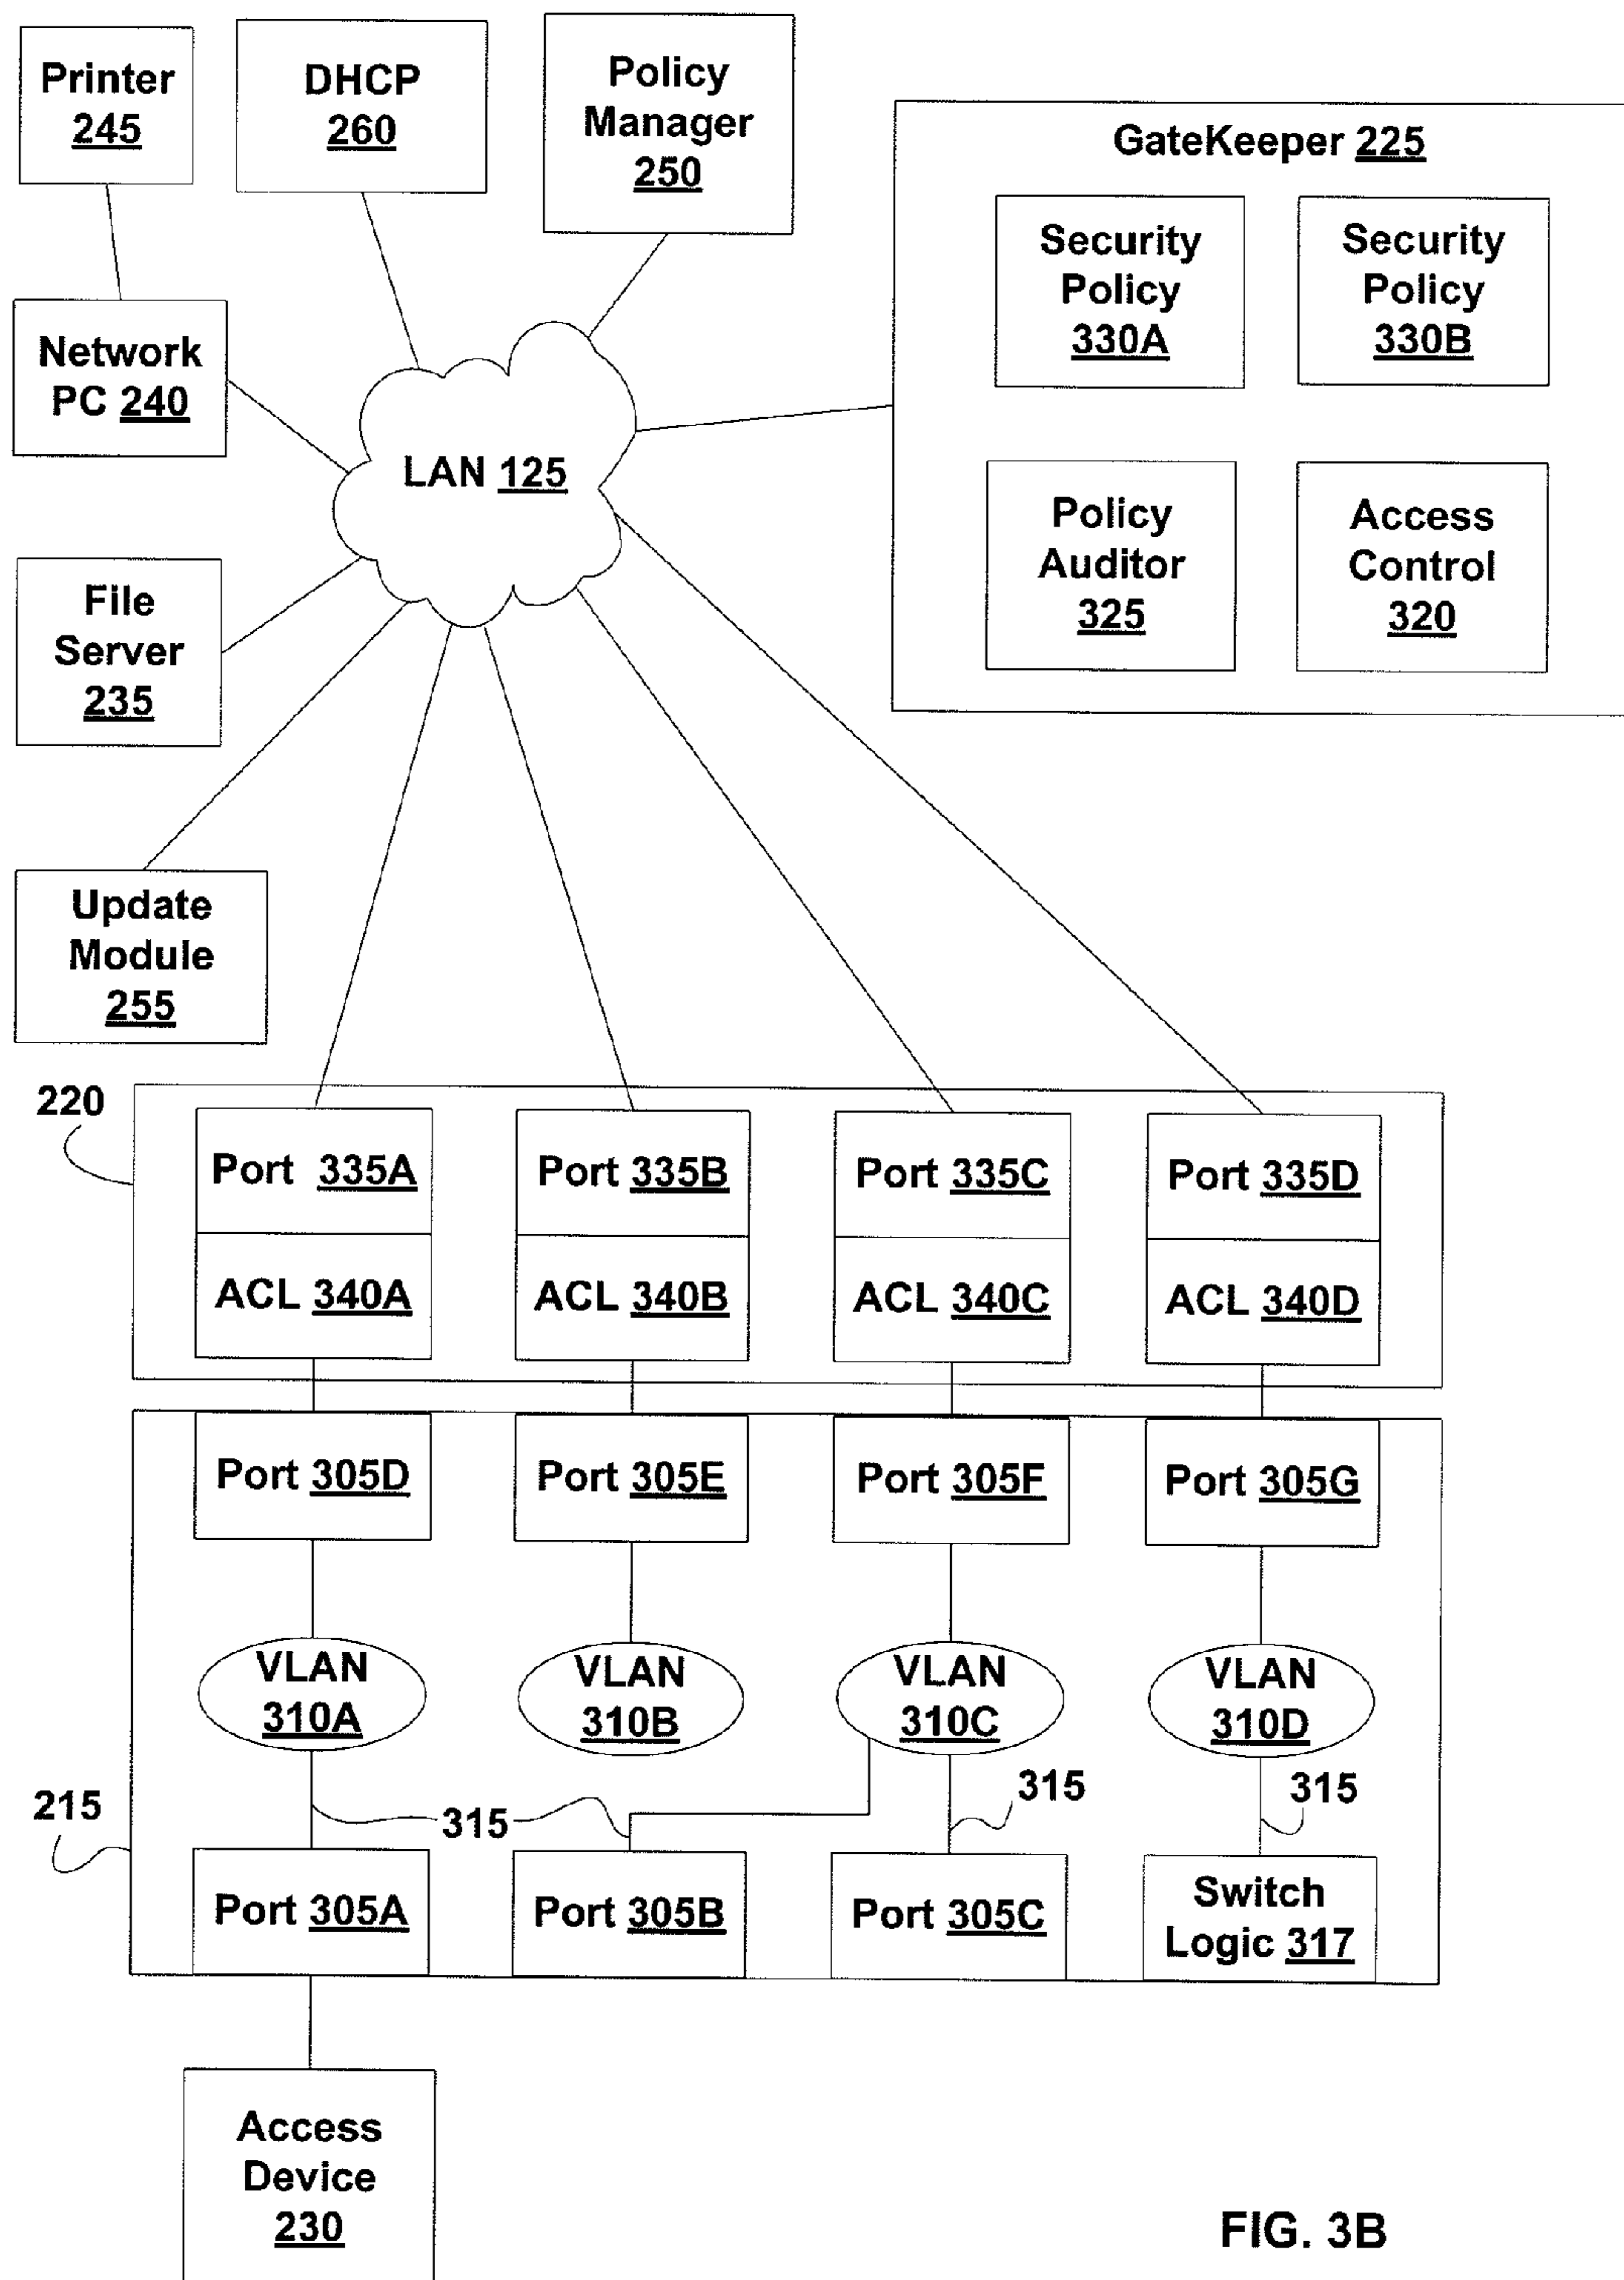 Printer
245
DHCP
260
Policy
Manager
250
GateKeeper 225
Security
Policy
330A
Security
Policy
330B
Network
PC 240
LAN 125
Policy
Auditor
325
Access
Control
320
File
Server
235
Update
Module
255
220
Port 335A
Port 335B
Port 335C
Port 335D
ACL 340A
ACL 340B
ACL 340C
ACL 340D
Port 305D
Port 305E
Port 305F
Port 305G
VLAN
310A
VLAN
310B
VLAN
310C
VLAN
310D
215
315
315
315
Port 305A
Port 305B
Port 305C
Switch
Logic 317
Access
Device
230
FIG. 3B